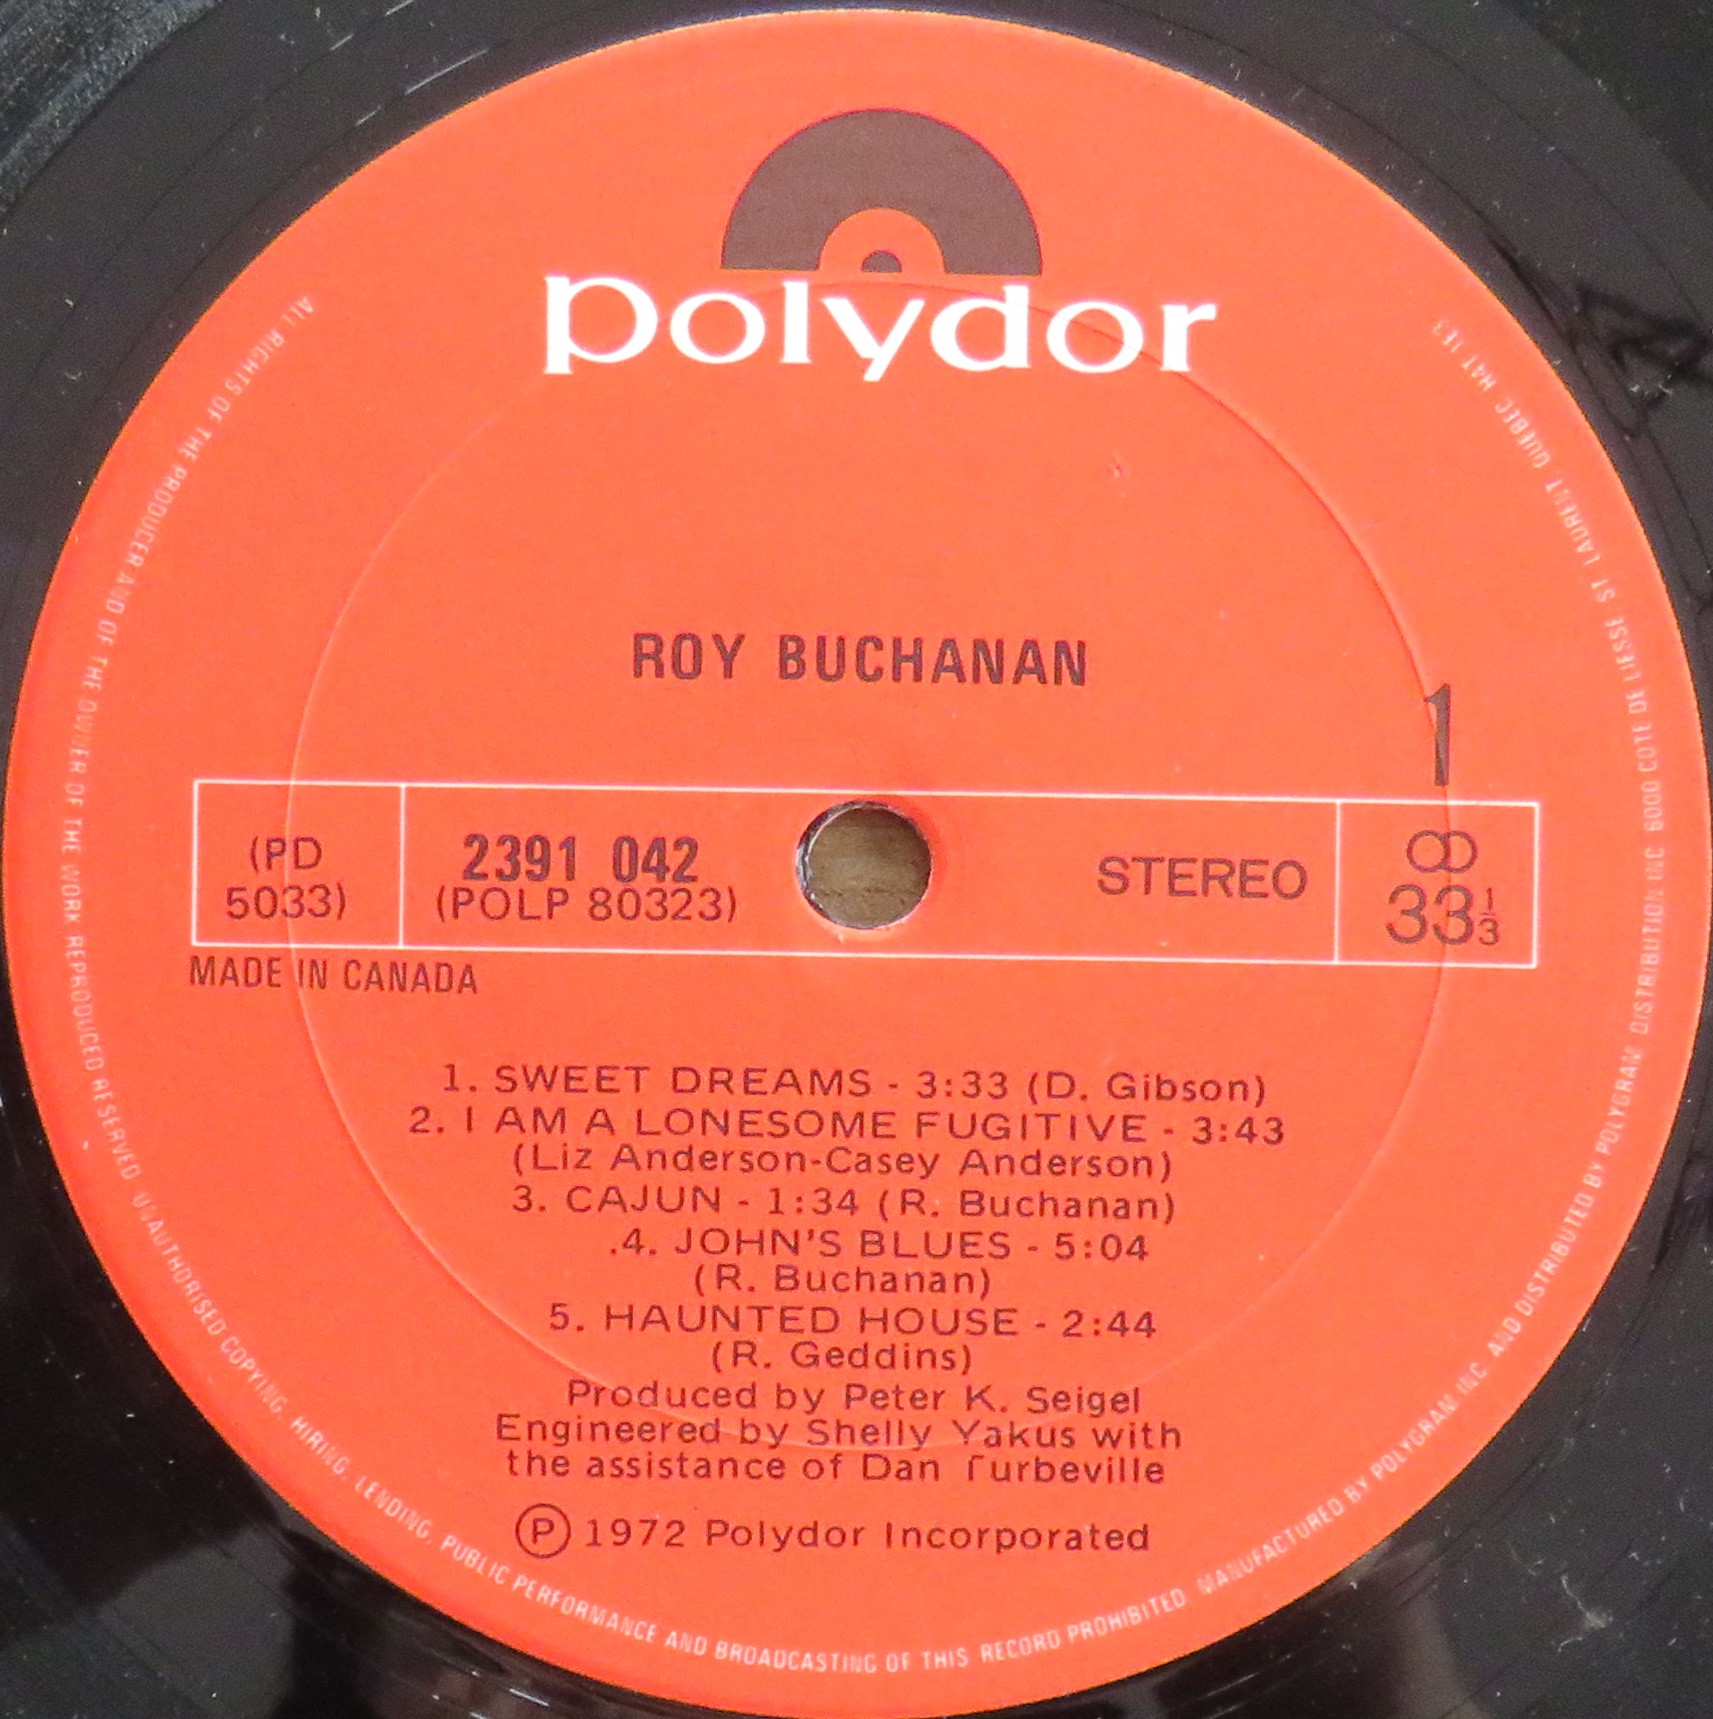 polydor
ROY BUCHANAN
1
(PD
5033)
2391 042
(POLP 80323)
STEREO
33 1/3
MADE IN CANADA
1. SWEET DREAMS - 3:33 (D. Gibson)
2. I AM A LONESOME FUGITIVE - 3:43
(Liz Anderson-Casey Anderson)
3. CAJUN - 1:34 (R. Buchanan)
.4. JOHN'S BLUES - 5:04
(R. Buchanan)
5. HAUNTED HOUSE - 2:44
(R. Geddins)
Produced by Peter K. Seigel
Engineered by Shelly Yakus with
the assistance of Dan Turbeville
Ⓟ 1972 Polydor Incorporated
ALL RIGHTS OF THE PRODUCER AND OF THE OWNER OF THE WORK REPRODUCED RESERVED UNAUTHORISED COPYING, HIRING, LENDING, PUBLIC PERFORMANCE AND BROADCASTING OF THIS RECORD PROHIBITED MANUFACTURED BY POLYGRAM INC. AND DISTRIBUTED BY POLYGRAM DISTRIBUTION INC 6000 COTE DE LIESSE ST LAURENT, QUEBEC H4T 1E3